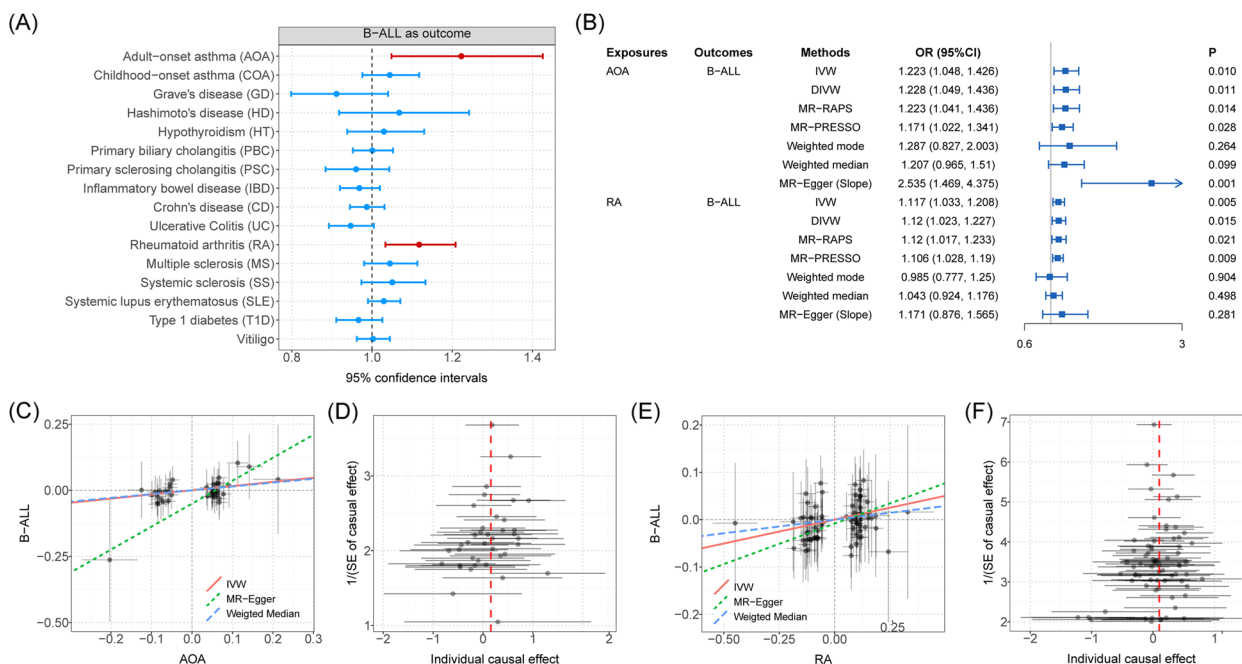 (A)
B-ALL as outcome
Adult-onset asthma (AOA)
Childhood-onset asthma (COA)
Grave's disease (GD)
Hashimoto's disease (HD)
Hypothyroidism (HT)
Primary biliary cholangitis (PBC)
Primary sclerosing cholangitis (PSC)
Inflammatory bowel disease (IBD)
Crohn's disease (CD)
Ulcerative Colitis (UC)
Rheumatoid arthritis (RA)
Multiple sclerosis (MS)
Systemic sclerosis (SS)
Systemic lupus erythematosus (SLE)
Type 1 diabetes (T1D)
Vitiligo
0.8 1.0 1.2 1.4
95% confidence intervals
(B)
Exposures Outcomes Methods OR (95%CI) P
AOA B-ALL IVW 1.223 (1.048, 1.426) 0.010
DIVW 1.228 (1.049, 1.436) 0.011
MR-RAPS 1.223 (1.041, 1.436) 0.014
MR-PRESSO 1.171 (1.022, 1.341) 0.028
Weighted mode 1.287 (0.827, 2.003) 0.264
Weighted median 1.207 (0.965, 1.51) 0.099
MR-Egger (Slope) 2.535 (1.469, 4.375) 0.001
RA B-ALL IVW 1.117 (1.033, 1.208) 0.005
DIVW 1.12 (1.023, 1.227) 0.015
MR-RAPS 1.12 (1.017, 1.233) 0.021
MR-PRESSO 1.106 (1.028, 1.19) 0.009
Weighted mode 0.985 (0.777, 1.25) 0.904
Weighted median 1.043 (0.924, 1.176) 0.498
MR-Egger (Slope) 1.171 (0.876, 1.565) 0.281
0.6 3
(C)
B-ALL
0.25
0.00
-0.25
-0.50
IVW
MR-Egger
Weigted Median
-0.2 -0.1 0.0 0.1 0.2 0.3
AOA
(D)
1/(SE of casual effect)
3
2
1
-2 -1 0 1 2
Individual causal effect
(E)
B-ALL
0.2
0.1
0.0
-0.1
-0.2
IVW
MR-Egger
Weigted Median
-0.50 -0.25 0.00 0.25
RA
(F)
1/(SE of casual effect)
7
6
5
4
3
2
-2 -1 0 1
Individual causal effect